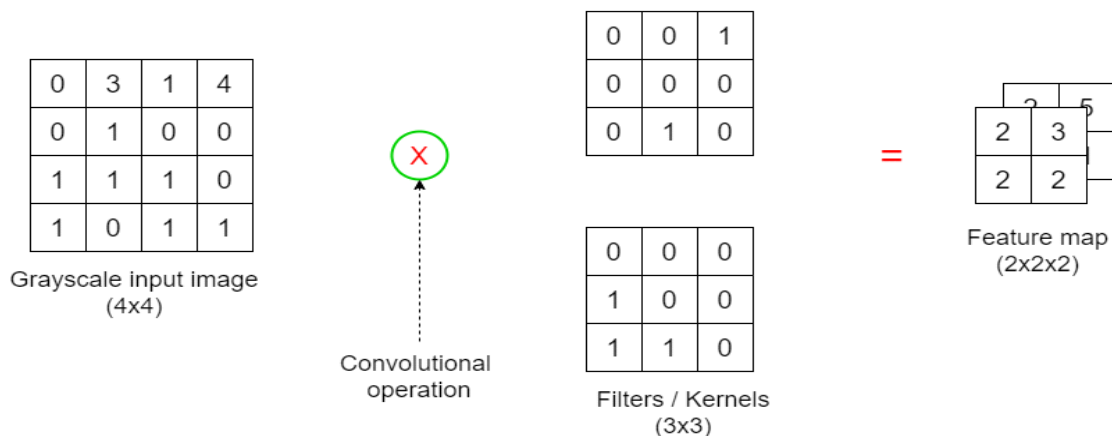 0 3 1 4
0 1 0 0
1 1 1 0
1 0 1 1
Grayscale input image
(4x4)
X
Convolutional
operation
0 0 1
0 0 0
0 1 0
0 0 0
1 0 0
1 1 0
Filters / Kernels
(3x3)
=
5
2 3
2 2
Feature map
(2x2x2)